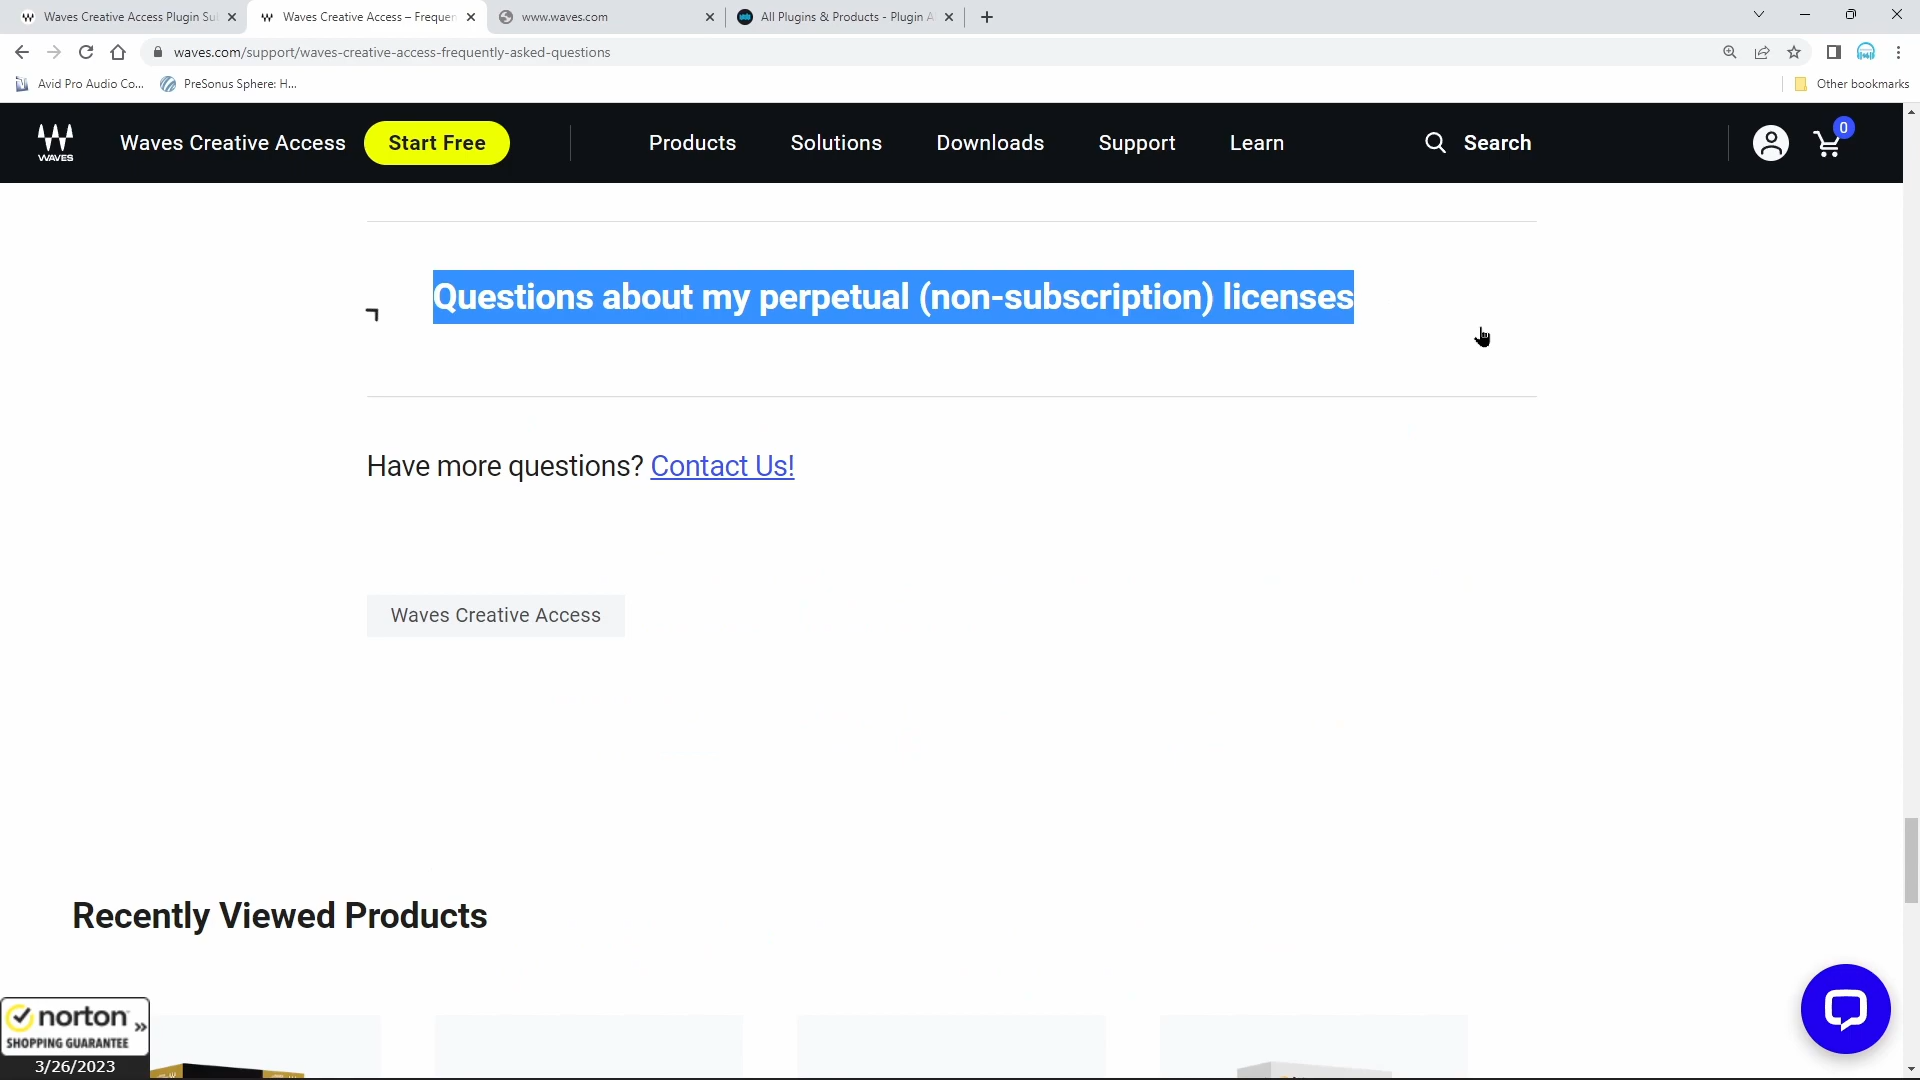 Waves Creative Access Plugin Su
Waves Creative Access – Frequen
www.waves.com
All Plugins & Products - Plugin A
waves.com/support/waves-creative-access-frequently-asked-questions
Avid Pro Audio Co...
PreSonus Sphere: H...
Other bookmarks
WAVES
Waves Creative Access
Start Free
Products
Solutions
Downloads
Support
Learn
Search
0
Questions about my perpetual (non-subscription) licenses
Have more questions? Contact Us!
Waves Creative Access
Recently Viewed Products
norton
SHOPPING GUARANTEE
3/26/2023